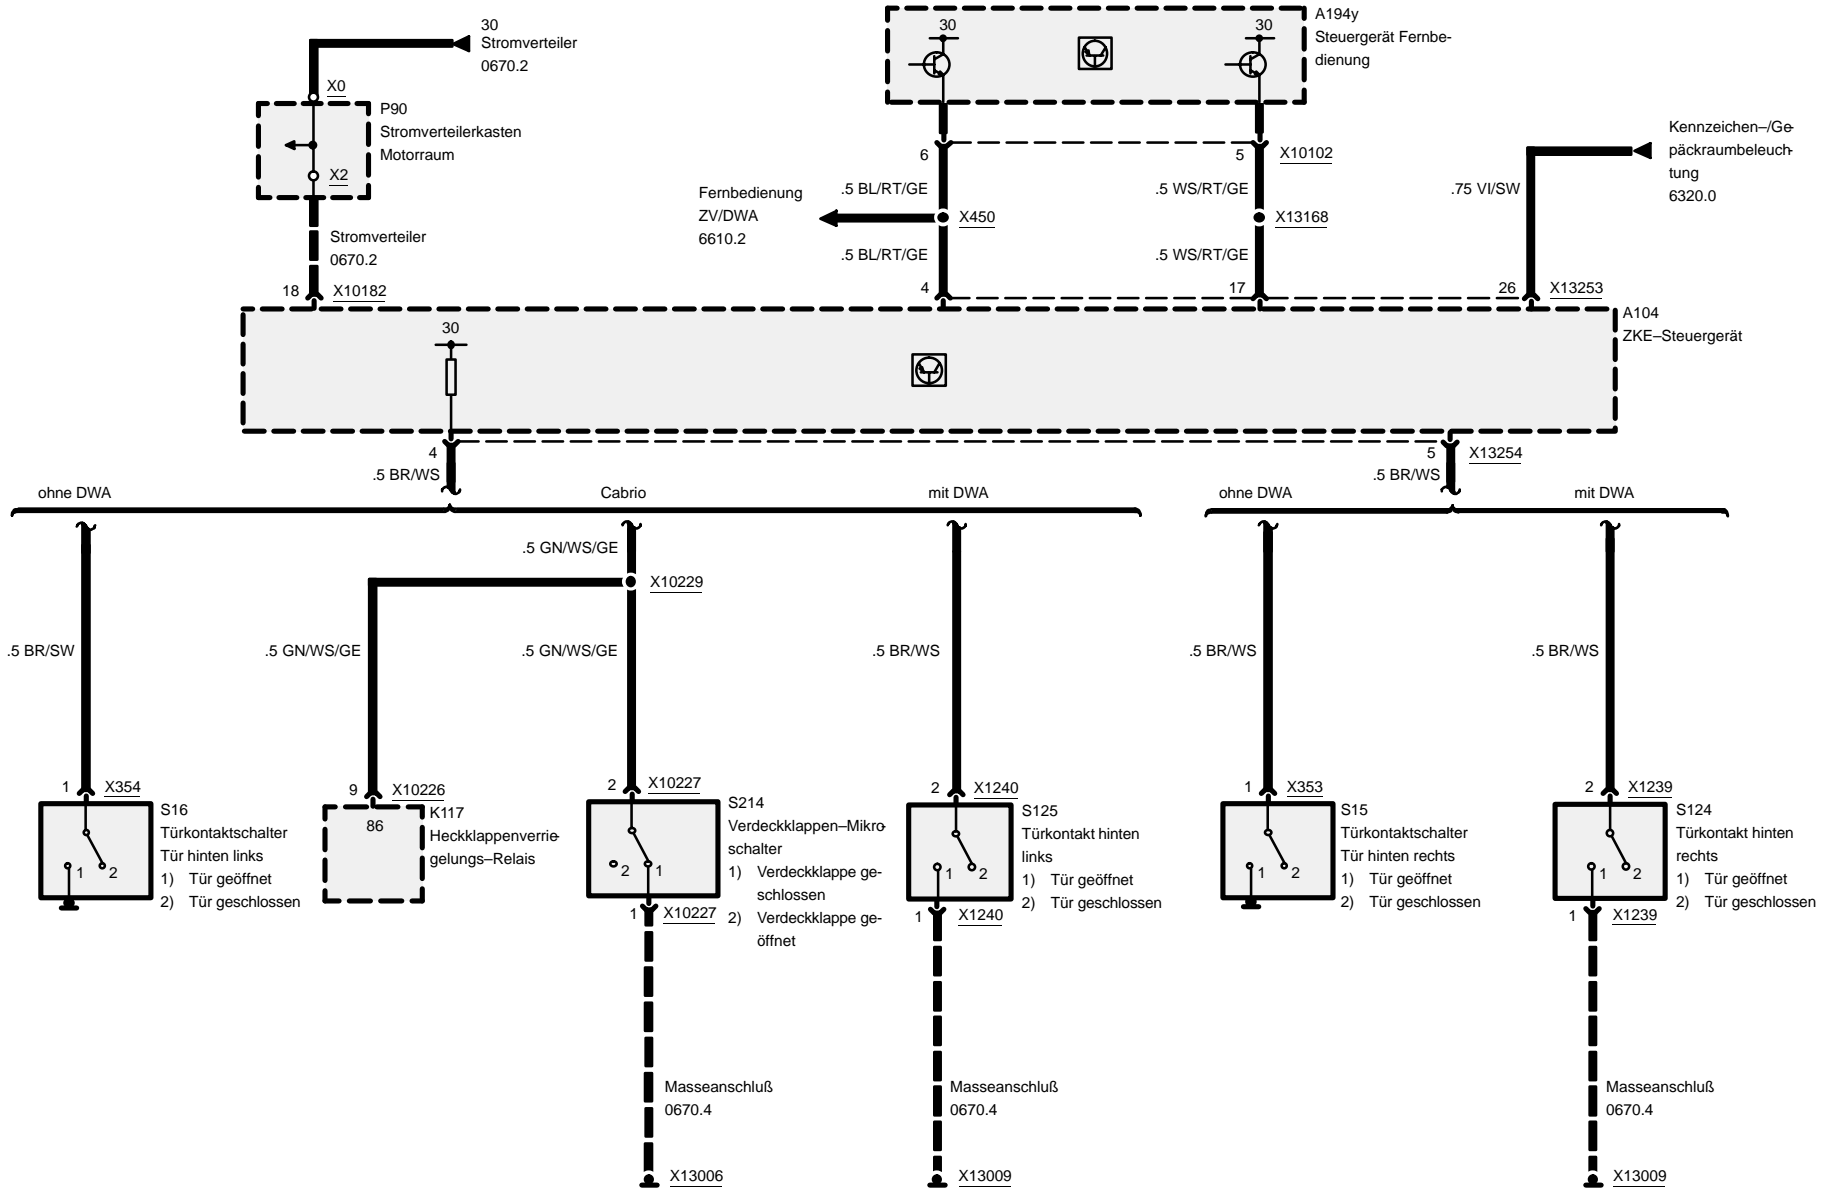 30
Stromverteiler
0670.2
X0
P90
Stromverteilerkasten
Motorraum
X2
Stromverteiler
0670.2
18
X10182
A194y
Steuergerät Fernbe-
dienung
30
30
6
5
X10102
.5 BL/RT/GE
.5 WS/RT/GE
Fernbedienung
ZV/DWA
6610.2
X450
X13168
.5 BL/RT/GE
.5 WS/RT/GE
4
17
Kennzeichen–/Ge-
päckraumbeleuch-
tung
6320.0
.75 VI/SW
26
X13253
A104
ZKE–Steuergerät
30
4
.5 BR/WS
5
X13254
.5 BR/WS
ohne DWA
Cabrio
mit DWA
ohne DWA
mit DWA
.5 GN/WS/GE
X10229
.5 BR/SW
.5 GN/WS/GE
.5 GN/WS/GE
.5 BR/WS
.5 BR/WS
.5 BR/WS
1
X354
S16
Türkontaktschalter
Tür hinten links
1) Tür geöffnet
2) Tür geschlossen
1
2
9
X10226
86
K117
Heckklappenverrie-
gelungs–Relais
2
X10227
S214
Verdeckklappen–Mikro-
schalter
1) Verdeckklappe ge-
schlossen
2) Verdeckklappe ge-
öffnet
2
1
1
X10227
2
X1240
S125
Türkontakt hinten
links
1) Tür geöffnet
2) Tür geschlossen
1
2
1
X1240
1
X353
S15
Türkontaktschalter
Tür hinten rechts
1) Tür geöffnet
2) Tür geschlossen
1
2
2
X1239
S124
Türkontakt hinten
rechts
1) Tür geöffnet
2) Tür geschlossen
1
2
1
X1239
Masseanschluß
0670.4
Masseanschluß
0670.4
Masseanschluß
0670.4
X13006
X13009
X13009